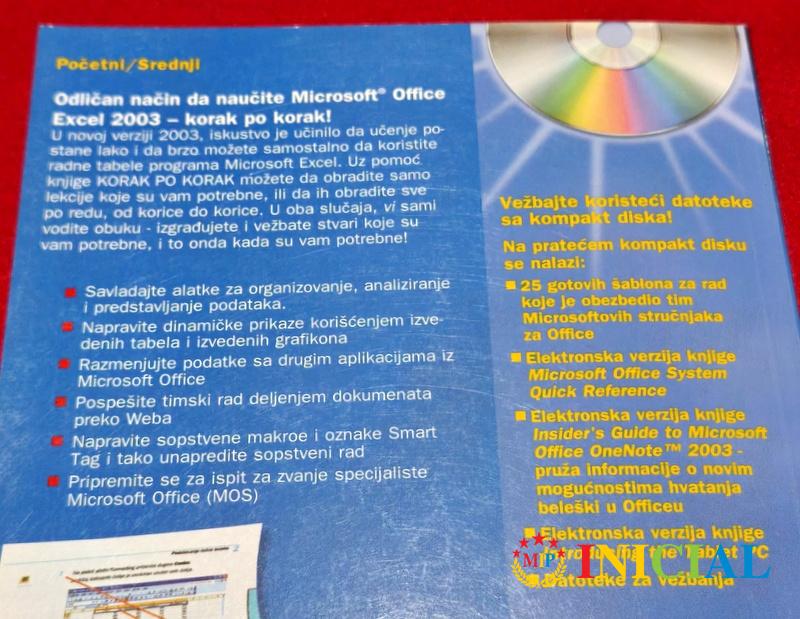 Početni/Srednji
Odličan način da naučite Microsoft® Office
Excel 2003 – korak po korak!
U novoj verziji 2003, iskustvo je učinilo da učenje po-
stane lako i da brzo možete samostalno da koristite
radne tabele programa Microsoft Excel. Uz pomoć
knjige KORAK PO KORAK možete da obradite samo
lekcije koje su vam potrebne, ili da ih obradite sve
po redu, od korice do korice. U oba slučaja, vi sami
vodite obuku - izgrađujete i vežbate stvari koje su
vam potrebne, i to onda kada su vam potrebne!
Savladajte alatke za organizovanje, analiziranje
i predstavljanje podataka.
Napravite dinamičke prikaze korišćenjem izve-
denih tabela i izvedenih grafikona
Razmenjujte podatke sa drugim aplikacijama iz
Microsoft Office
Pospešite timski rad deljenjem dokumenata
preko Weba
Napravite sopstvene makroe i oznake Smart
Tag i tako unapredite sopstveni rad
Pripremite se za ispit za zvanje specijaliste
Microsoft Office (MOS)
Vežbajte koristeći datoteke
sa kompakt diska!
Na pratećem kompakt disku
se nalazi:
25 gotovih šablona za rad
koje je obezbedio tim
Microsoftovih stručnjaka
za Office
Elektronska verzija knjige
Microsoft Office System
Quick Reference
Elektronska verzija knjige
Insider's Guide to Microsoft
Office OneNote™ 2003 -
pruža informacije o novim
mogućnostima hvatanja
beleški u Officeu
Elektronska verzija knjige
Introducing the Tablet PC
Datoteke za vežbanja
MP INICIAL